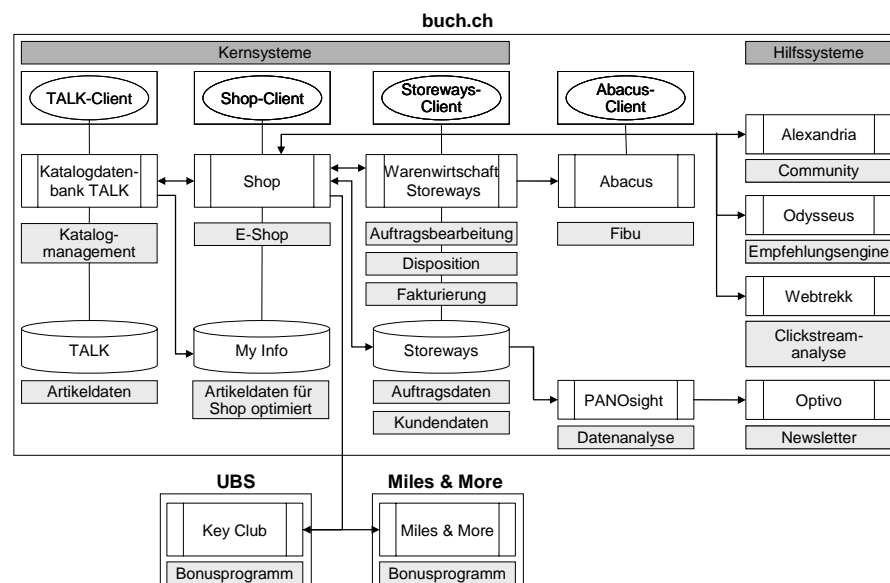 buch.ch
Kernsysteme
Hilfssysteme
TALK-Client
Shop-Client
Storeways-
Client
Abacus-
Client
Katalogdaten-
bank TALK
Shop
Warenwirtschaft
Storeways
Abacus
Alexandria
Community
Katalog-
management
E-Shop
Auftragsbearbeitung
Disposition
Fakturierung
Fibu
Odysseus
Empfehlungsengine
Webtrekk
Clickstream-
analyse
TALK
My Info
Storeways
Artikeldaten
Artikeldaten für
Shop optimiert
Auftragsdaten
Kundendaten
PANOsight
Datenanalyse
Optivo
Newsletter
UBS
Miles & More
Key Club
Miles & More
Bonusprogramm
Bonusprogramm